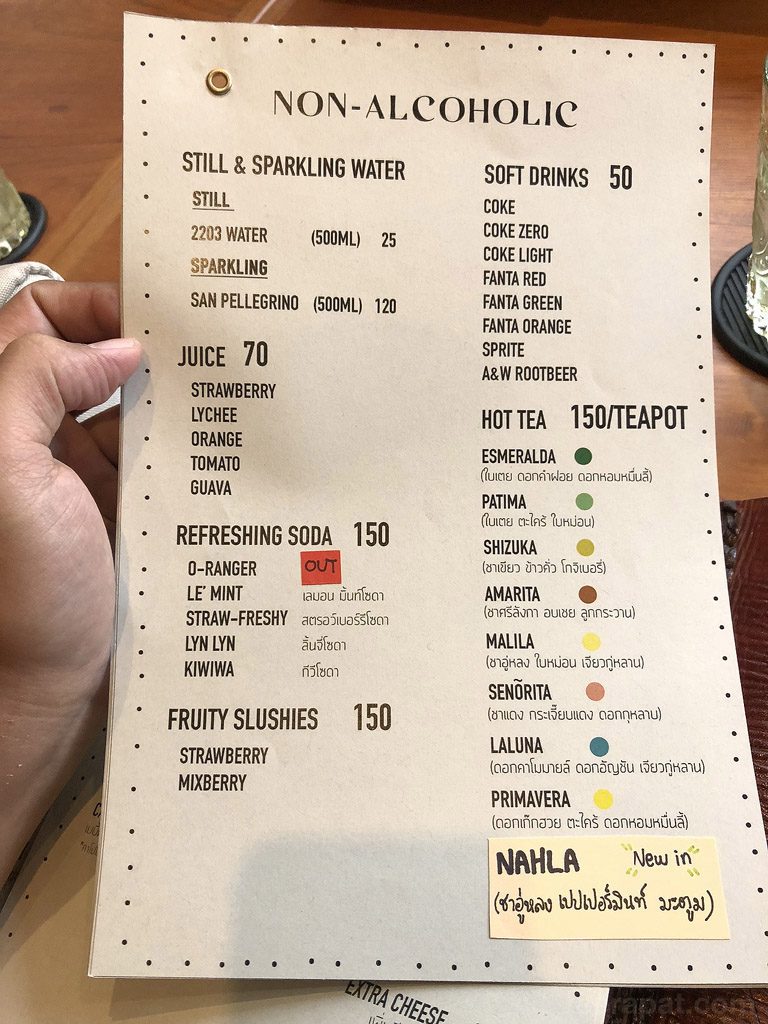 NON-ALCOHOLIC
STILL & SPARKLING WATER
STILL
2203 WATER (500ML) 25
SPARKLING
SAN PELLEGRINO (500ML) 120
JUICE 70
STRAWBERRY
LYCHEE
ORANGE
TOMATO
GUAVA
REFRESHING SODA 150
O-RANGER OUT
LE' MINT เลมอน มิ้นท์โซดา
STRAW-FRESHY สตรอว์เบอร์รีโซดา
LYN LYN ลิ้นจี่โซดา
KIWIWA กีวีโซดา
FRUITY SLUSHIES 150
STRAWBERRY
MIXBERRY
SOFT DRINKS 50
COKE
COKE ZERO
COKE LIGHT
FANTA RED
FANTA GREEN
FANTA ORANGE
SPRITE
A&W ROOTBEER
HOT TEA 150/TEAPOT
ESMERALDA
(ใบเตย ดอกคำฝอย ดอกหอมหมื่นลี้)
PATIMA
(ใบเตย ตะไคร้ ใบหม่อน)
SHIZUKA
(ชาเขียว ข้าวคั่ว โกจิเบอรี่)
AMARITA
(ชาศรีลังกา อบเชย ลูกกระวาน)
MALILA
(ชาอู่หลง ใบหม่อน เจียวกู่หลาน)
SENÕRITA
(ชาแดง กระเจี๊ยบแดง ดอกกุหลาบ)
LALUNA
(ดอกคาโมมายล์ ดอกอัญชัน เจียวกู่หลาน)
PRIMAVERA
(ดอกเก๊กฮวย ตะไคร้ ดอกหอมหมื่นลี้)
NAHLA New in
(ชาอู่หลง เปปเปอร์มินท์ มะตูม)
EXTRA CHEESE
rapat.com